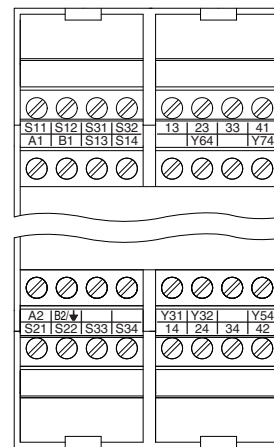 S11 S12 S31 S32 13 23 33 41
A1 B1 S13 S14 Y64 Y74
A2 B2/⏚ Y31 Y32 Y54
S21 S22 S33 S34 14 24 34 42